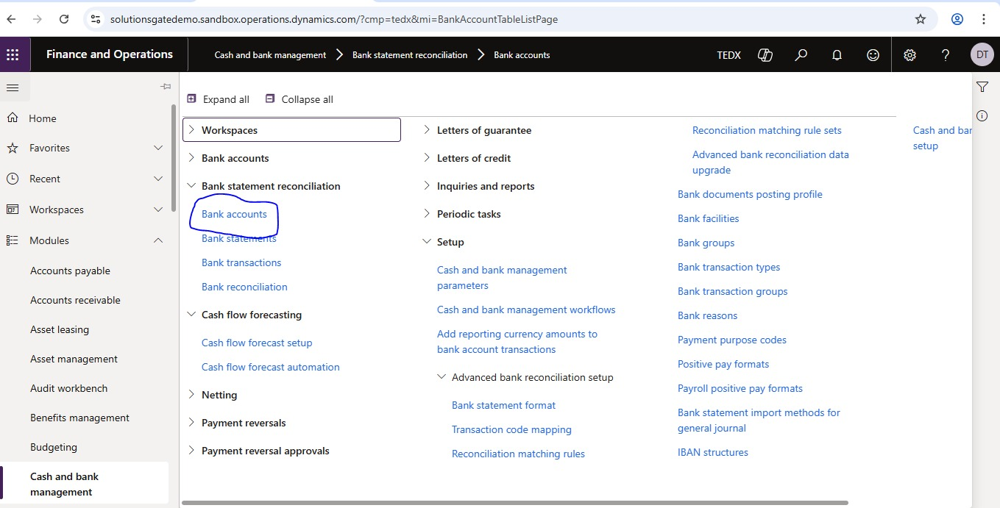 solutionsgatedemo.sandbox.operations.dynamics.com/?cmp=tedx&mi=BankAccountTableListPage
Finance and Operations
Cash and bank management
Bank statement reconciliation
Bank accounts
TEDX
DT
Home
Favorites
Recent
Workspaces
Modules
Accounts payable
Accounts receivable
Asset leasing
Asset management
Audit workbench
Benefits management
Budgeting
Cash and bank
management
Expand all
Collapse all
Workspaces
Bank accounts
Bank statement reconciliation
Bank accounts
Bank statements
Bank transactions
Bank reconciliation
Cash flow forecasting
Cash flow forecast setup
Cash flow forecast automation
Netting
Payment reversals
Payment reversal approvals
Letters of guarantee
Letters of credit
Inquiries and reports
Periodic tasks
Setup
Cash and bank management
parameters
Cash and bank management workflows
Add reporting currency amounts to
bank account transactions
Advanced bank reconciliation setup
Bank statement format
Transaction code mapping
Reconciliation matching rules
Reconciliation matching rule sets
Advanced bank reconciliation data
upgrade
Bank documents posting profile
Bank facilities
Bank groups
Bank transaction types
Bank transaction groups
Bank reasons
Payment purpose codes
Positive pay formats
Payroll positive pay formats
Bank statement import methods for
general journal
IBAN structures
Cash and ban
setup